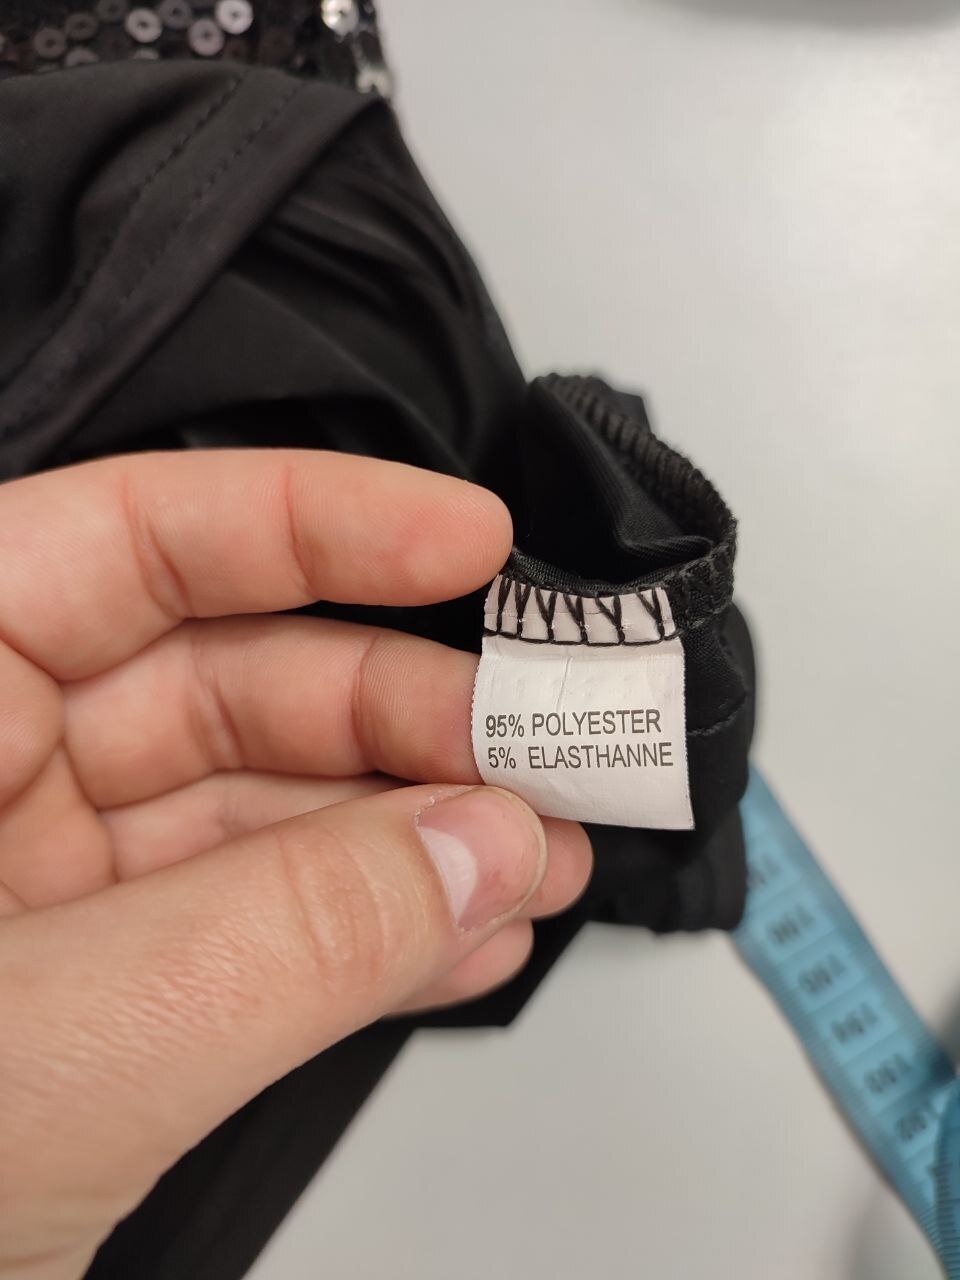 95% POLYESTER
5% ELASTHANNE